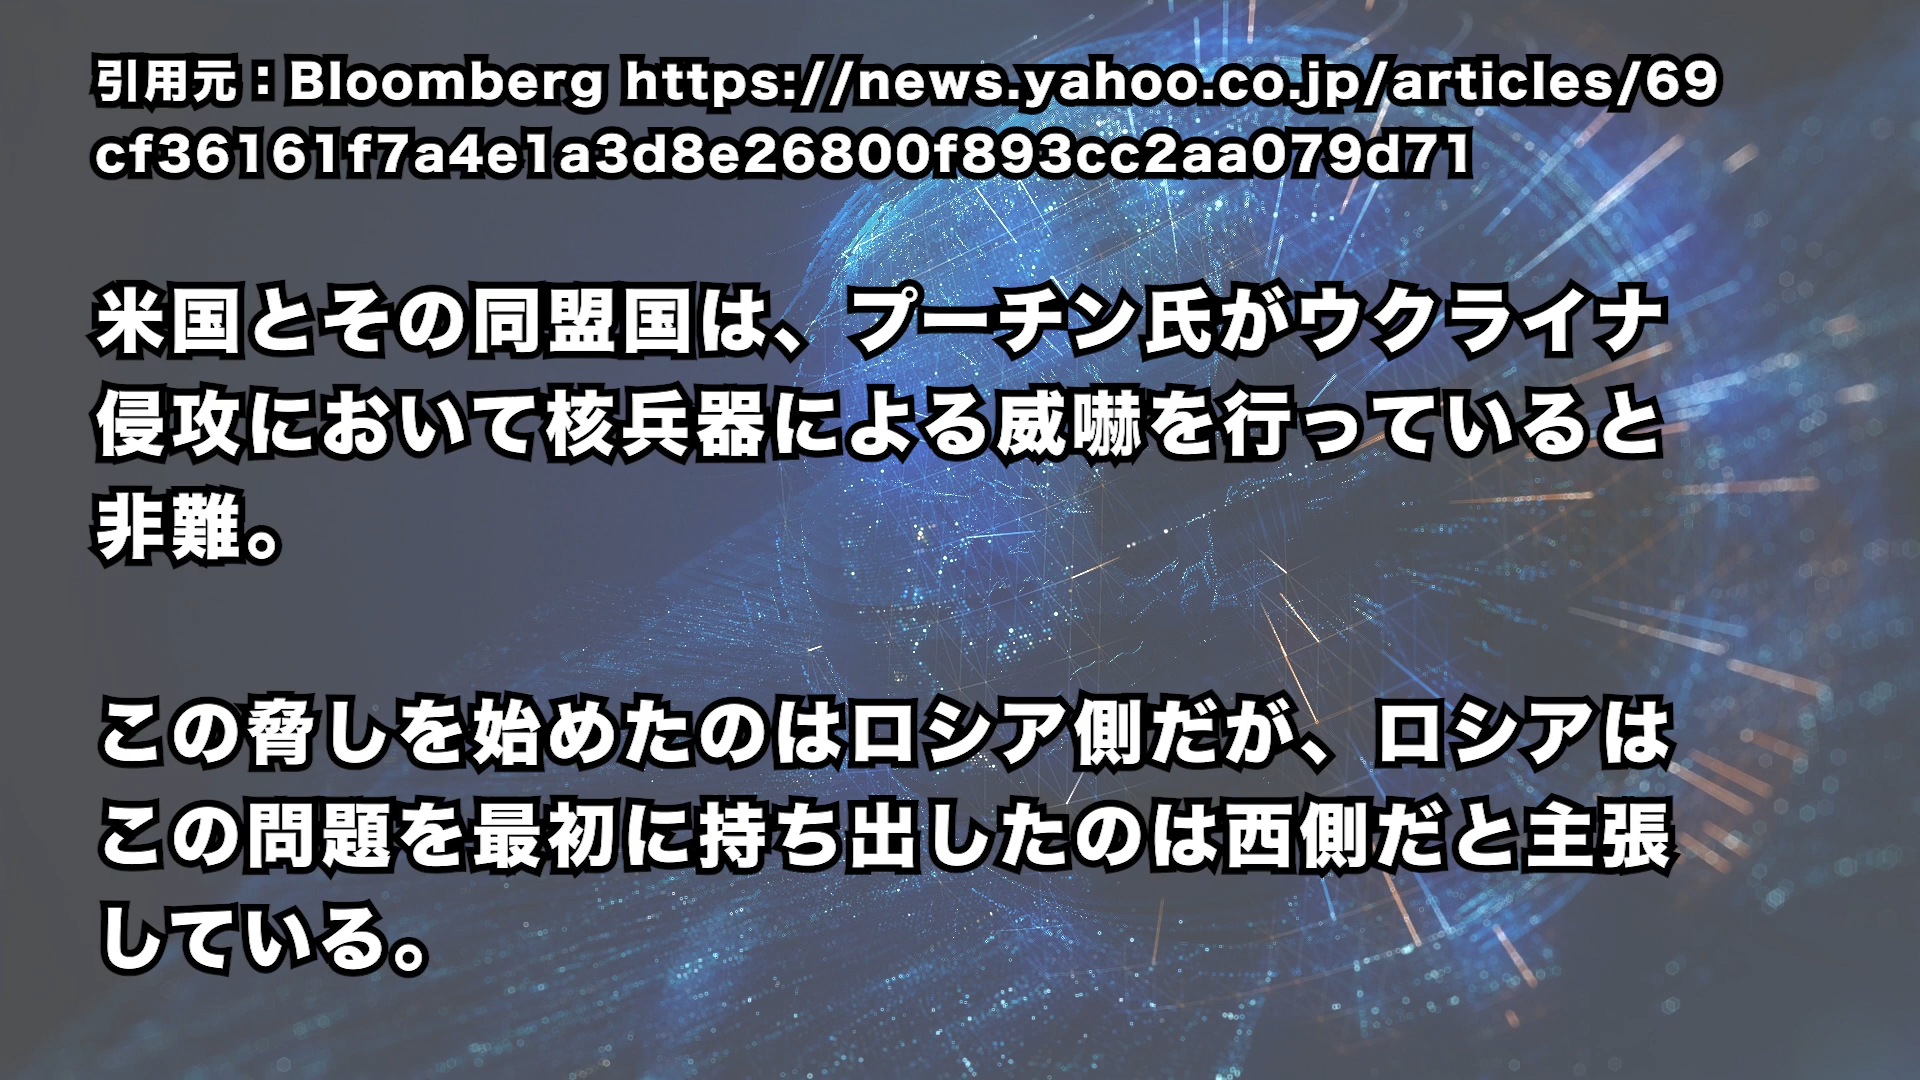 引用元：Bloomberg https://news.yahoo.co.jp/articles/69
cf36161f7a4e1a3d8e26800f893cc2aa079d71
米国とその同盟国は、プーチン氏がウクライナ
侵攻において核兵器による威嚇を行っていると
非難。
この脅しを始めたのはロシア側だが、ロシアは
この問題を最初に持ち出したのは西側だと主張
している。